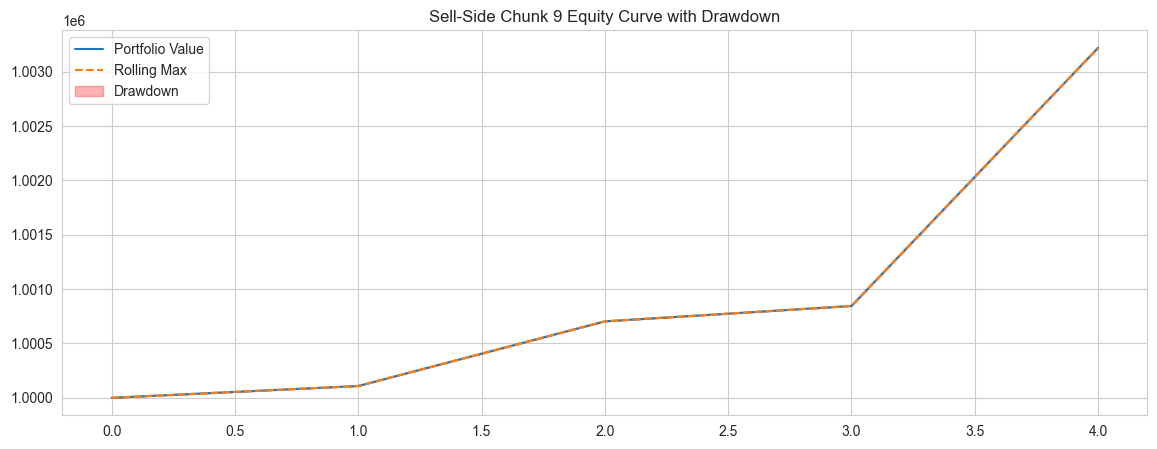 Sell-Side Chunk 9 Equity Curve with Drawdown
1e6
Portfolio Value
Rolling Max
Drawdown
1.0030
1.0025
1.0020
1.0015
1.0010
1.0005
1.0000
0.0 0.5 1.0 1.5 2.0 2.5 3.0 3.5 4.0